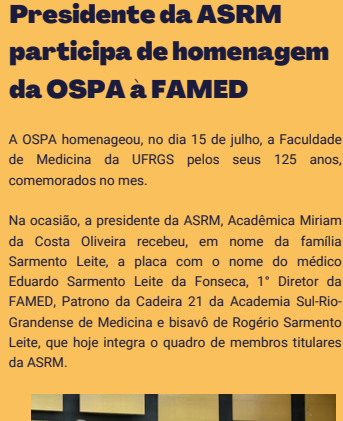 Presidente da ASRM
participa de homenagem
da OSPA à FAMED
A OSPA homenageou, no dia 15 de julho, a Faculdade
de Medicina da UFRGS pelos seus 125 anos,
comemorados no mes.
Na ocasião, a presidente da ASRM, Acadêmica Miriam
da Costa Oliveira recebeu, em nome da família
Sarmento Leite, a placa com o nome do médico
Eduardo Sarmento Leite da Fonseca, 1° Diretor da
FAMED, Patrono da Cadeira 21 da Academia Sul-Rio-
Grandense de Medicina e bisavô de Rogério Sarmento
Leite, que hoje integra o quadro de membros titulares
da ASRM.